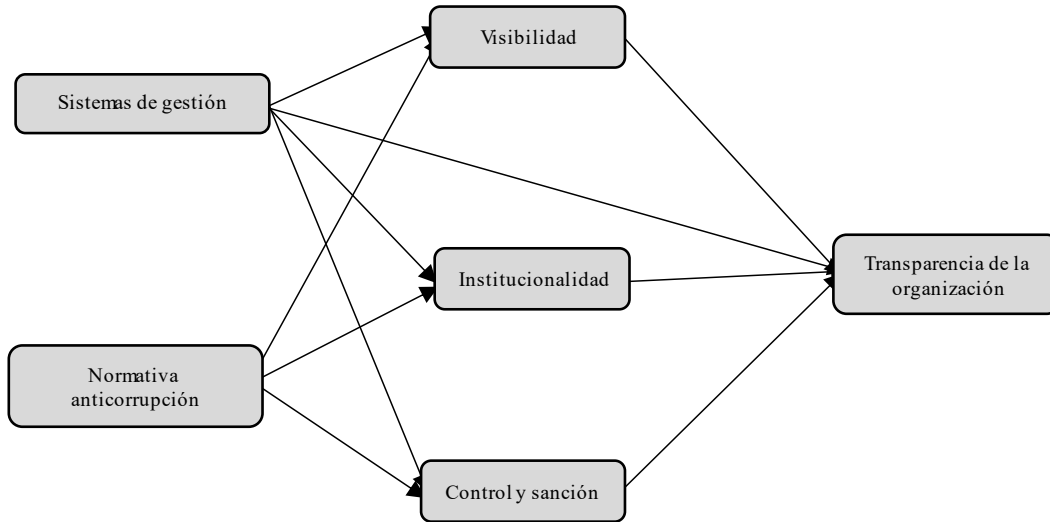 Visibilidad
Sistemas de gestión
Institucionalidad
Transparencia de la
organización
Normativa
anticorrupción
Control y sanción